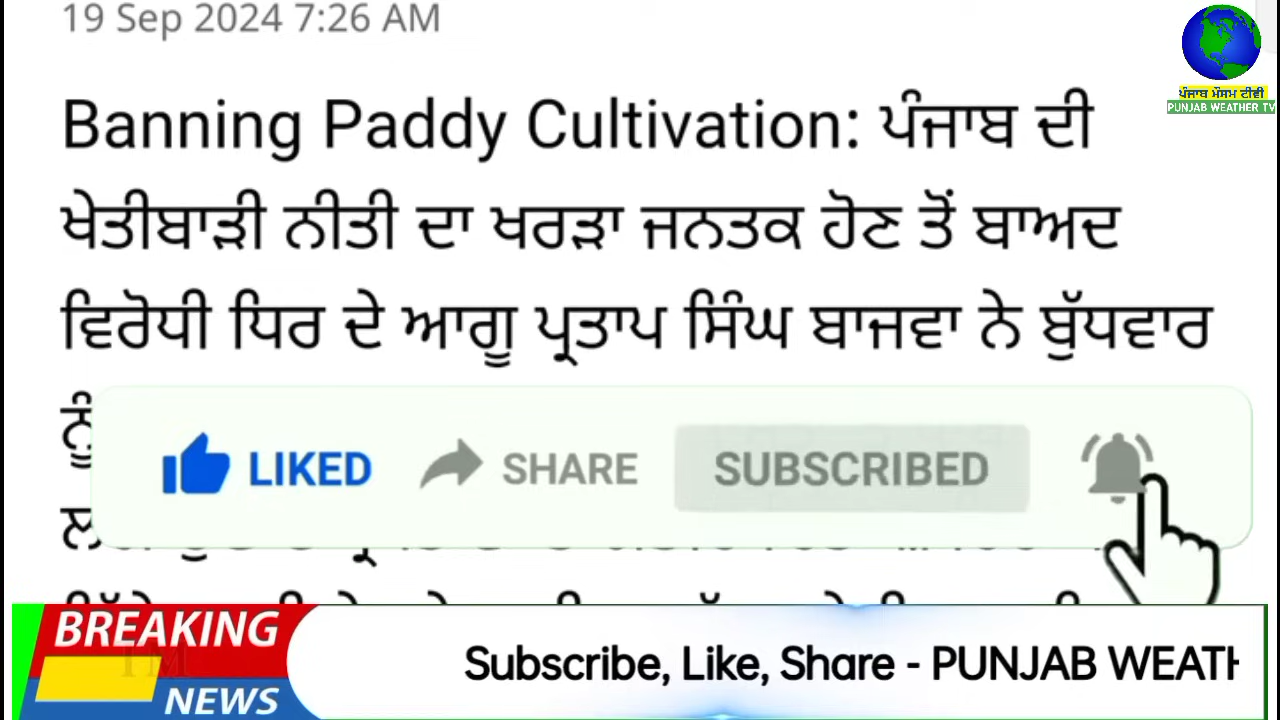 19 Sep 2024 7:26 AM
ਪੰਜਾਬ ਮੌਸਮ ਟੀਵੀ
PUNJAB WEATHER TV
Banning Paddy Cultivation: ਪੰਜਾਬ ਦੀ
ਖੇਤੀਬਾੜੀ ਨੀਤੀ ਦਾ ਖਰੜਾ ਜਨਤਕ ਹੋਣ ਤੋਂ ਬਾਅਦ
ਵਿਰੋਧੀ ਧਿਰ ਦੇ ਆਗੂ ਪ੍ਰਤਾਪ ਸਿੰਘ ਬਾਜਵਾ ਨੇ ਬੁੱਧਵਾਰ
ਨੂੰ
LIKED SHARE SUBSCRIBED
BREAKING
NEWS
Subscribe, Like, Share - PUNJAB WEATH